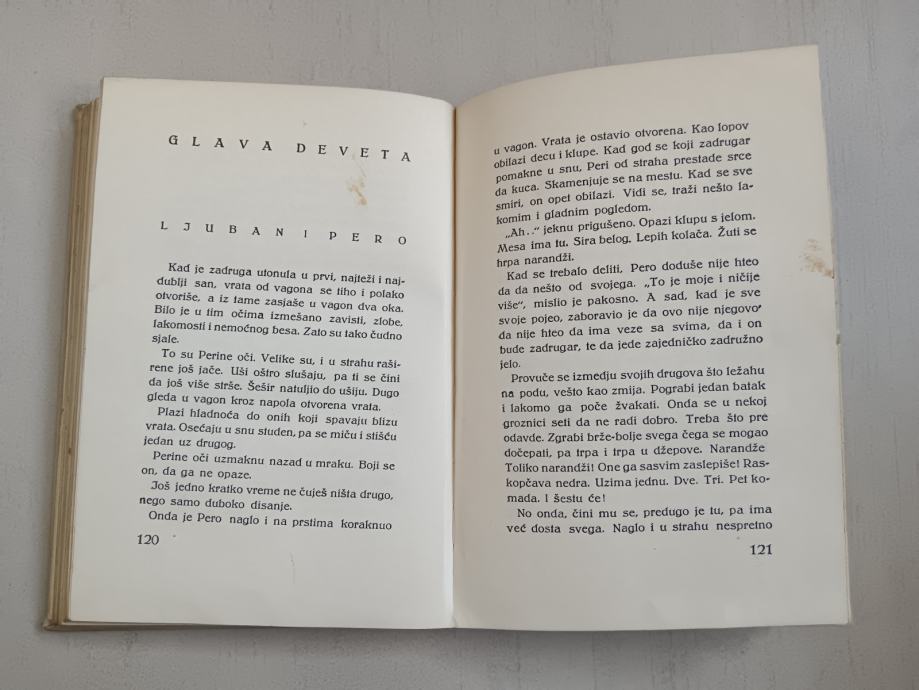 GLAVA DEVETA
LJUBAN I PERO
Kad je zadruga utonula u prvi, najteži i naj-
dublji san, vrata od vagona se tiho i polako
otvoriše, a iz tame zasjaše u vagon dva oka.
Bilo je u tim očima izmešano zavisti, zlobe,
lakomosti i nemoćnog besa. Zato su tako čudno
sjale.
To su Perine oči. Velike su, i u strahu raši-
rene još jače. Uši oštro slušaju, pa ti se čini
da još više strše. Šešir natuljio do ušiju. Dugo
gleda u vagon kroz napola otvorena vrata.
Plazi hladnoća do onih koji spavaju blizu
vrata. Osećaju u snu studen, pa se miču i stišću
jedan uz drugog.
Perine oči uzmaknu nazad u mraku. Boji se
on, da ga ne opaze.
Još jedno kratko vreme ne čuješ ništa drugo,
nego samo duboko disanje.
Onda je Pero naglo i na prstima koraknuo
120
u vagon. Vrata je ostavio otvorena. Kao lopov
obilazi decu i klupe. Kad god se koji zadrugar
pomakne u snu, Peri od straha prestade srce
da kuca. Skamenjuje se na mestu. Kad se sve
smiri, on opet obilazi. Vidi se, traži nešto la-
komim i gladnim pogledom.
„Ah..“ jeknu prigušeno. Opazi klupu s jelom.
Mesa ima tu. Sira belog. Lepih kolača. Žuti se
hrpa narandži.
Kad se trebalo deliti, Pero doduše nije hteo
da da nešto od svojega. „To je moje i ničije
više“, mislio je pakosno. A sad, kad je sve
svoje pojeo, zaboravio je da ovo nije njegovo,
da nije hteo da ima veze sa svima, da i on
bude zadrugar, te da jede zajedničko zadružno
jelo.
Provuče se izmedju svojih drugova što ležahu
na podu, vešto kao zmija. Pograbi jedan batak
i lakomo ga poče žvakati. Onda se u nekoj
groznici seti da ne radi dobro. Treba što pre
odavde. Zgrabi brže-bolje svega čega se mogao
dočepati, pa trpa i trpa u džepove. Narandže
Toliko narandži! One ga sasvim zaslepiše! Ras-
kopčava nedra. Uzima jednu. Dve. Tri. Pet ko-
mada. I šestu će!
No onda, čini mu se, predugo je tu, pa ima
već dosta svega. Naglo i u strahu nespretno
121